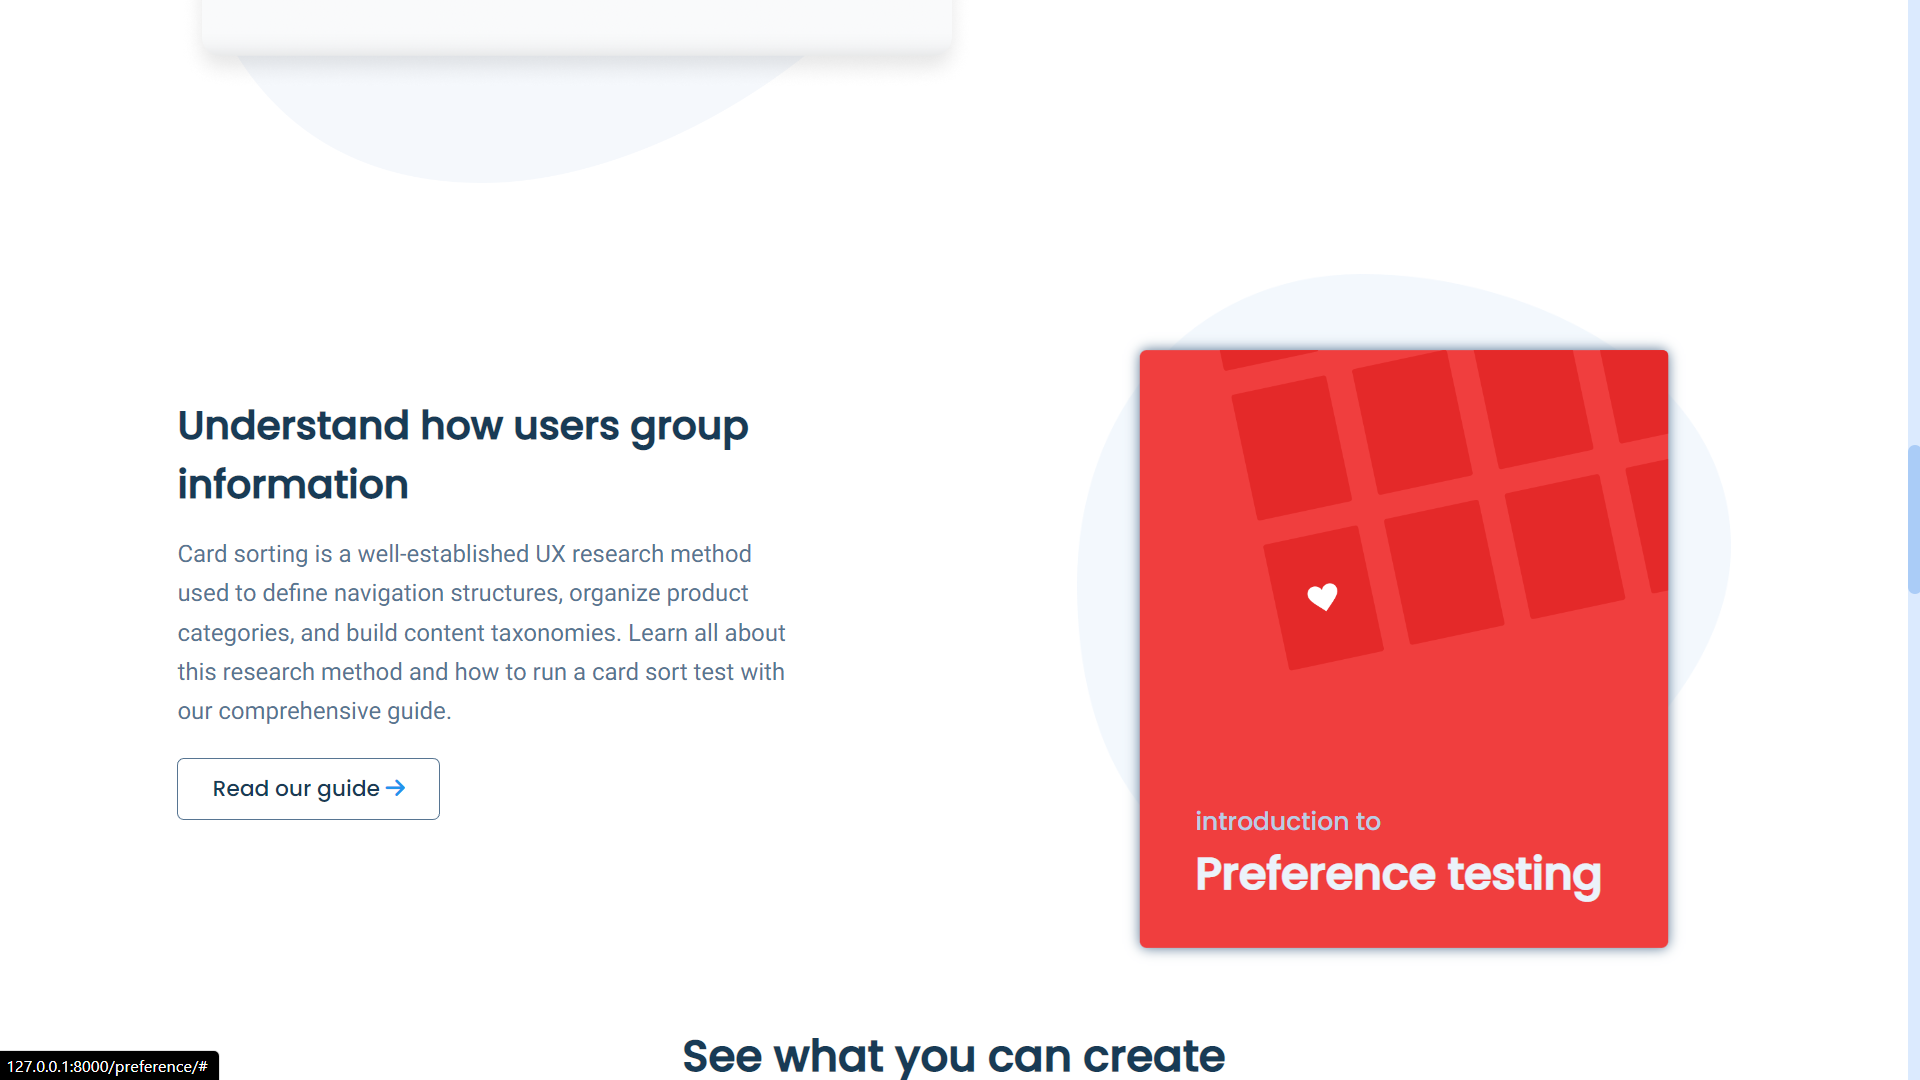 Understand how users group
information
Card sorting is a well-established UX research method
used to define navigation structures, organize product
categories, and build content taxonomies. Learn all about
this research method and how to run a card sort test with
our comprehensive guide.
Read our guide
introduction to
Preference testing
See what you can create
127.0.0.1:8000/preference/#